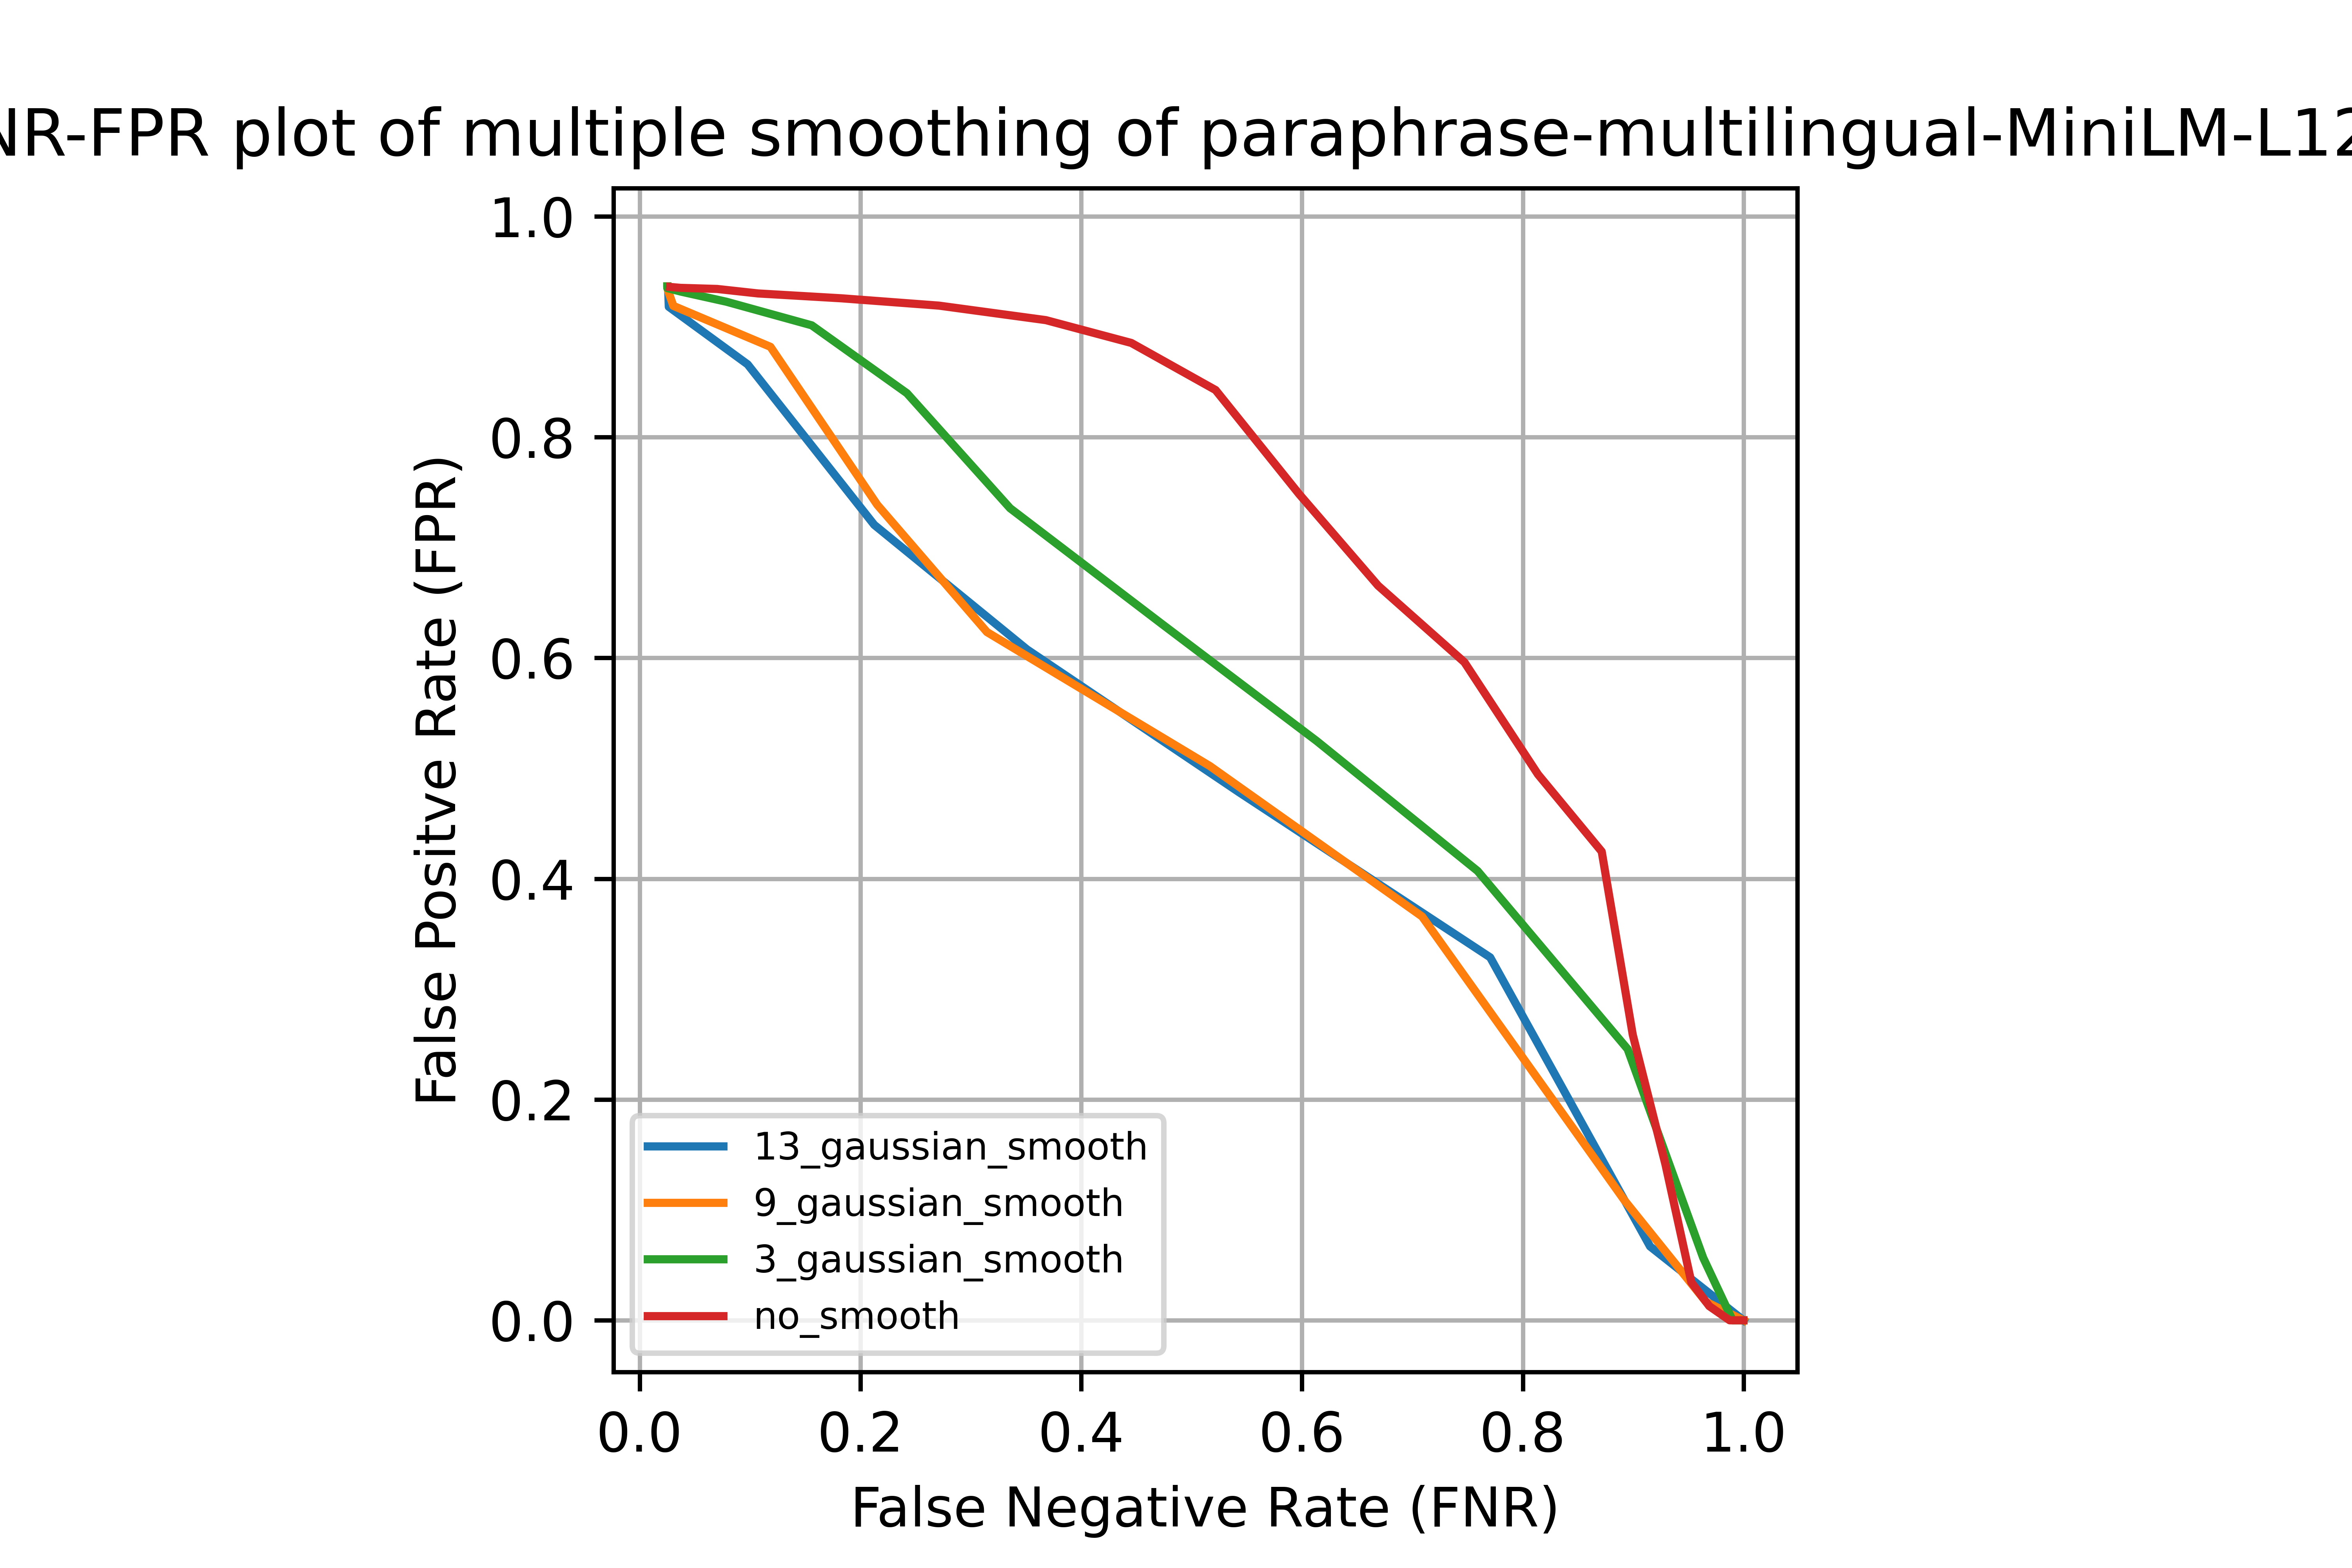 NR-FPR plot of multiple smoothing of paraphrase-multilingual-MiniLM-L12
1.0
0.8
0.6
0.4
0.2
0.0
False Positve Rate (FPR)
13_gaussian_smooth
9_gaussian_smooth
3_gaussian_smooth
no_smooth
0.0 0.2 0.4 0.6 0.8 1.0
False Negative Rate (FNR)